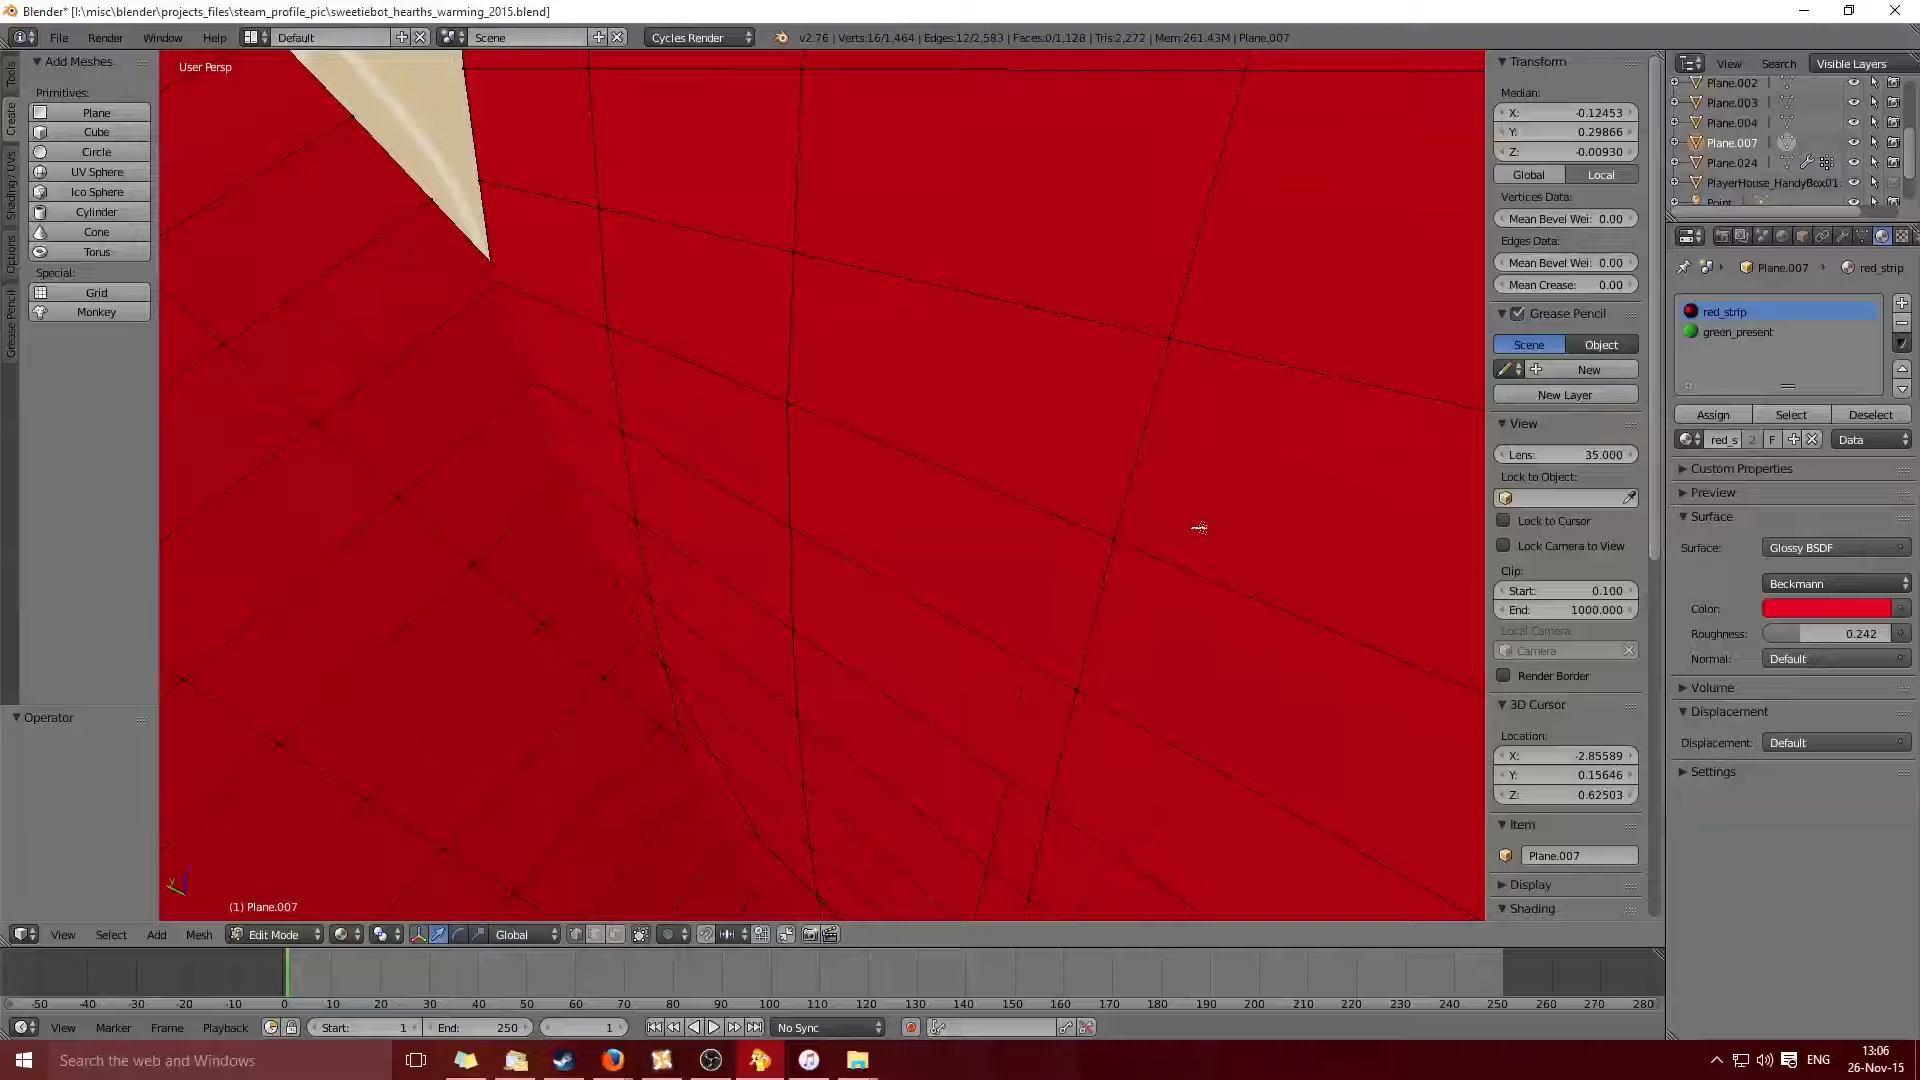 Blender* [I:\misc\blender\projects_files\steam_profile_pic\sweetiebot_hearths_warming_2015.blend]
File Render Window Help Default Scene Cycles Render v2.76 | Verts:16/1,464 | Edges:12/2,583 | Faces:0/1,128 | Tris:2,272 | Mem:261.43M | Plane.007
Tools
Create
Shading / UVs
Options
Grease Pencil
Add Meshes
Primitives:
Plane
Cube
Circle
UV Sphere
Ico Sphere
Cylinder
Cone
Torus
Special:
Grid
Monkey
Operator
User Persp
(1) Plane.007
Transform
Median:
X: -0.12453
Y: 0.29866
Z: -0.00930
Global Local
Vertices Data:
Mean Bevel Wei: 0.00
Edges Data:
Mean Bevel Wei: 0.00
Mean Crease: 0.00
Grease Pencil
Scene Object
New
New Layer
View
Lens: 35.000
Lock to Object:
Lock to Cursor
Lock Camera to View
Clip:
Start: 0.100
End: 1000.000
Local Camera:
Camera
Render Border
3D Cursor
Location:
X: -2.85589
Y: 0.15646
Z: 0.62503
Item
Plane.007
Display
Shading
View Search Visible Layers
Plane.002
Plane.003
Plane.004
Plane.007
Plane.024
PlayerHouse_HandyBox01
Point
Plane.007 red_strip
red_strip
green_present
Assign Select Deselect
red_s 2 F Data
Custom Properties
Preview
Surface
Surface: Glossy BSDF
Beckmann
Color:
Roughness: 0.242
Normal: Default
Volume
Displacement
Displacement: Default
Settings
View Select Add Mesh Edit Mode Global
-50 -40 -30 -20 -10 0 10 20 30 40 50 60 70 80 90 100 110 120 130 140 150 160 170 180 190 200 210 220 230 240 250 260 270 280
View Marker Frame Playback Start: 1 End: 250 1 No Sync
Search the web and Windows
ENG
13:06
26-Nov-15